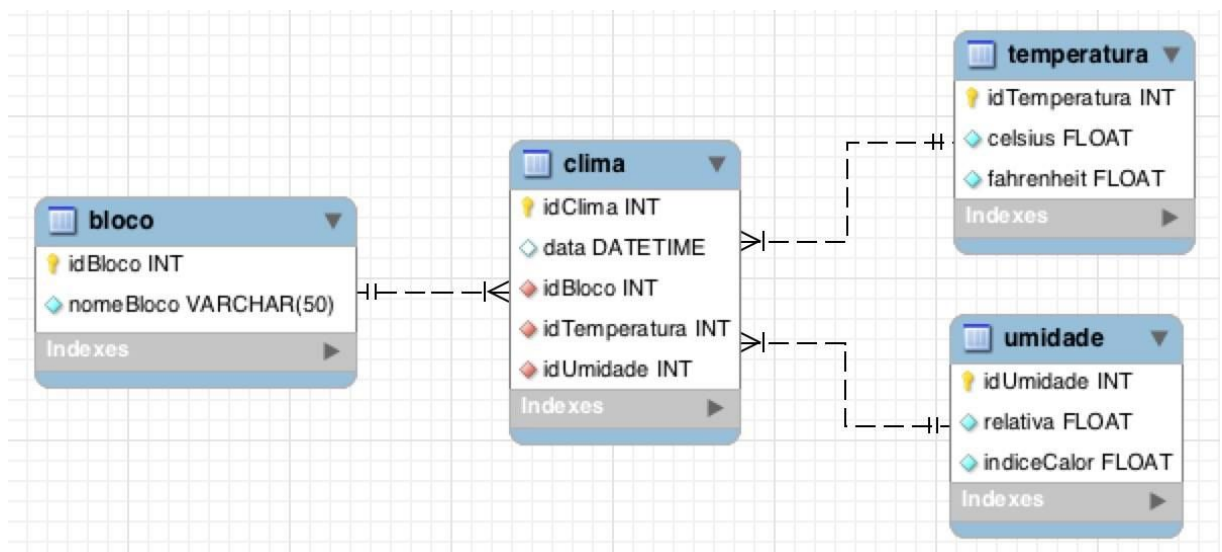 bloco
idBloco INT
nomeBloco VARCHAR(50)
Indexes
clima
idClima INT
data DATETIME
idBloco INT
idTemperatura INT
idUmidade INT
Indexes
temperatura
idTemperatura INT
celsius FLOAT
fahrenheit FLOAT
Indexes
umidade
idUmidade INT
relativa FLOAT
indiceCalor FLOAT
Indexes